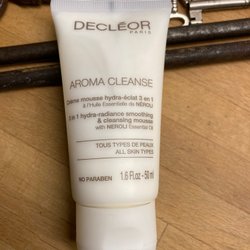 DECLÉOR
PARIS
AROMA CLEANSE
Crème mousse hydra-éclat 3 en 1
à l'Huile Essentielle de NÉROLI
3 in 1 hydra-radiance smoothing
& cleansing mousse
with NEROLI Essential Oil
TOUS TYPES DE PEAUX
ALL SKIN TYPES
NO PARABEN
1.6 Fl.oz - 50 ml